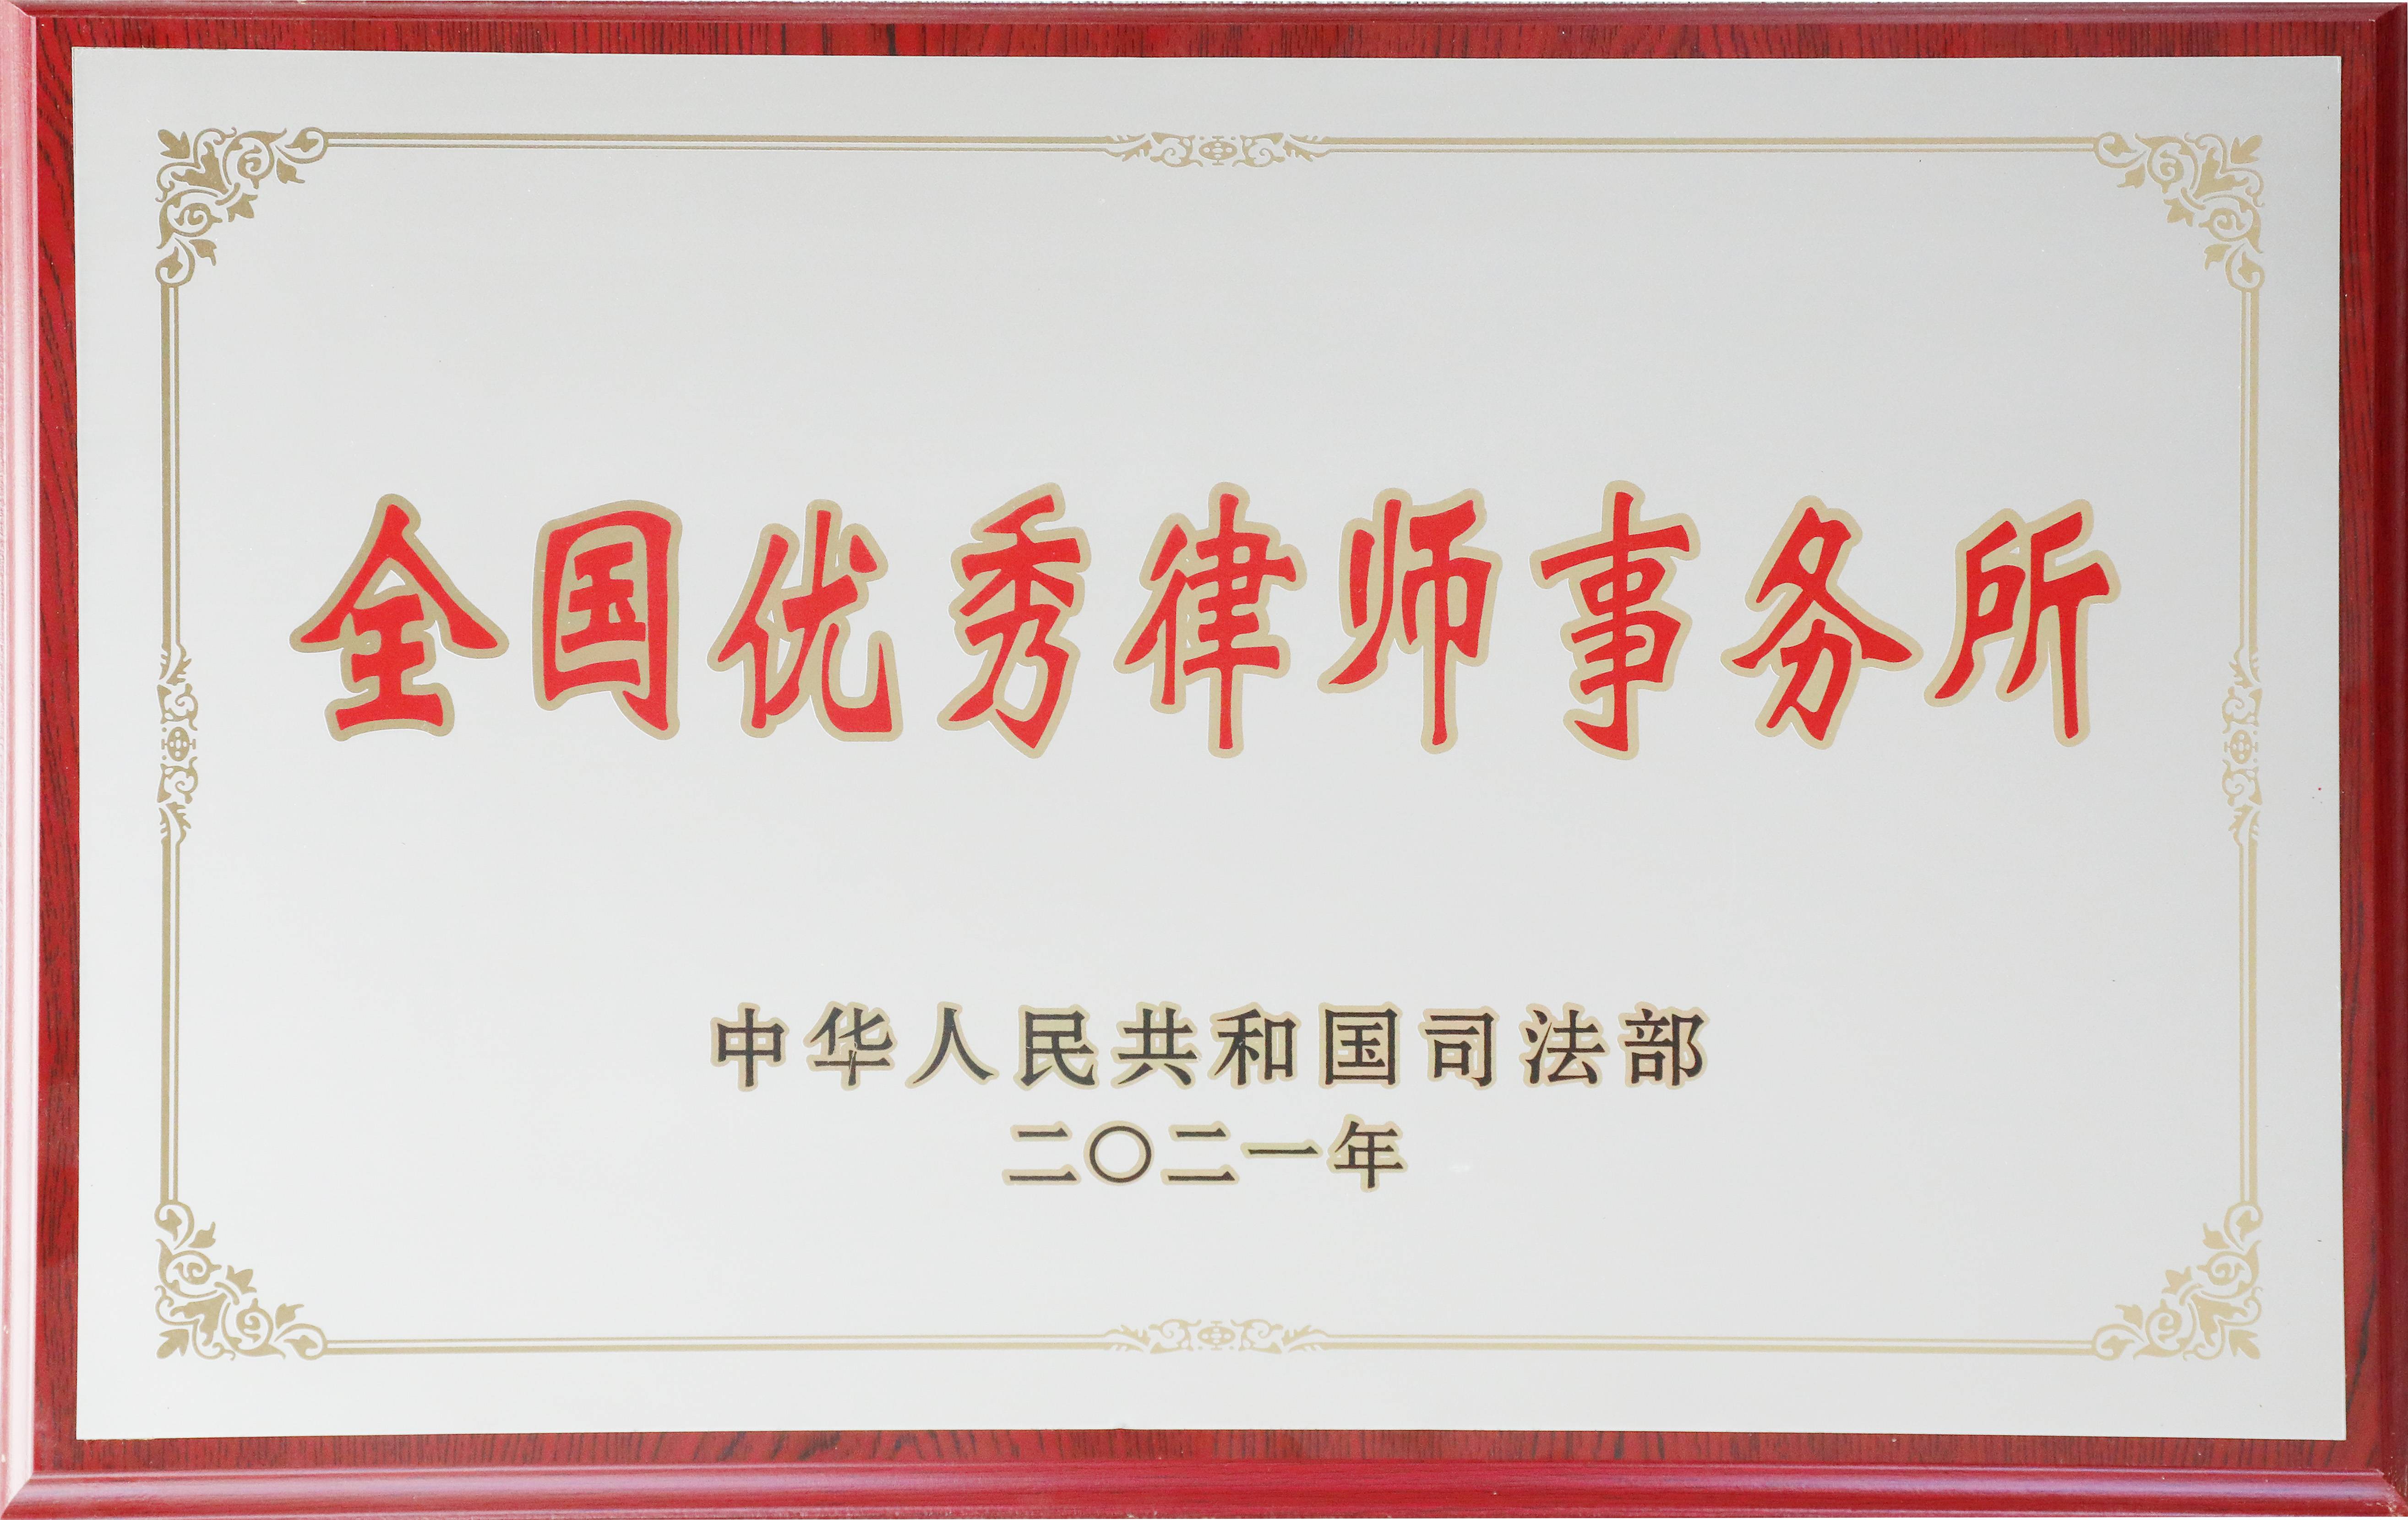 全国优秀律师事务所
中华人民共和国司法部
二〇二一年